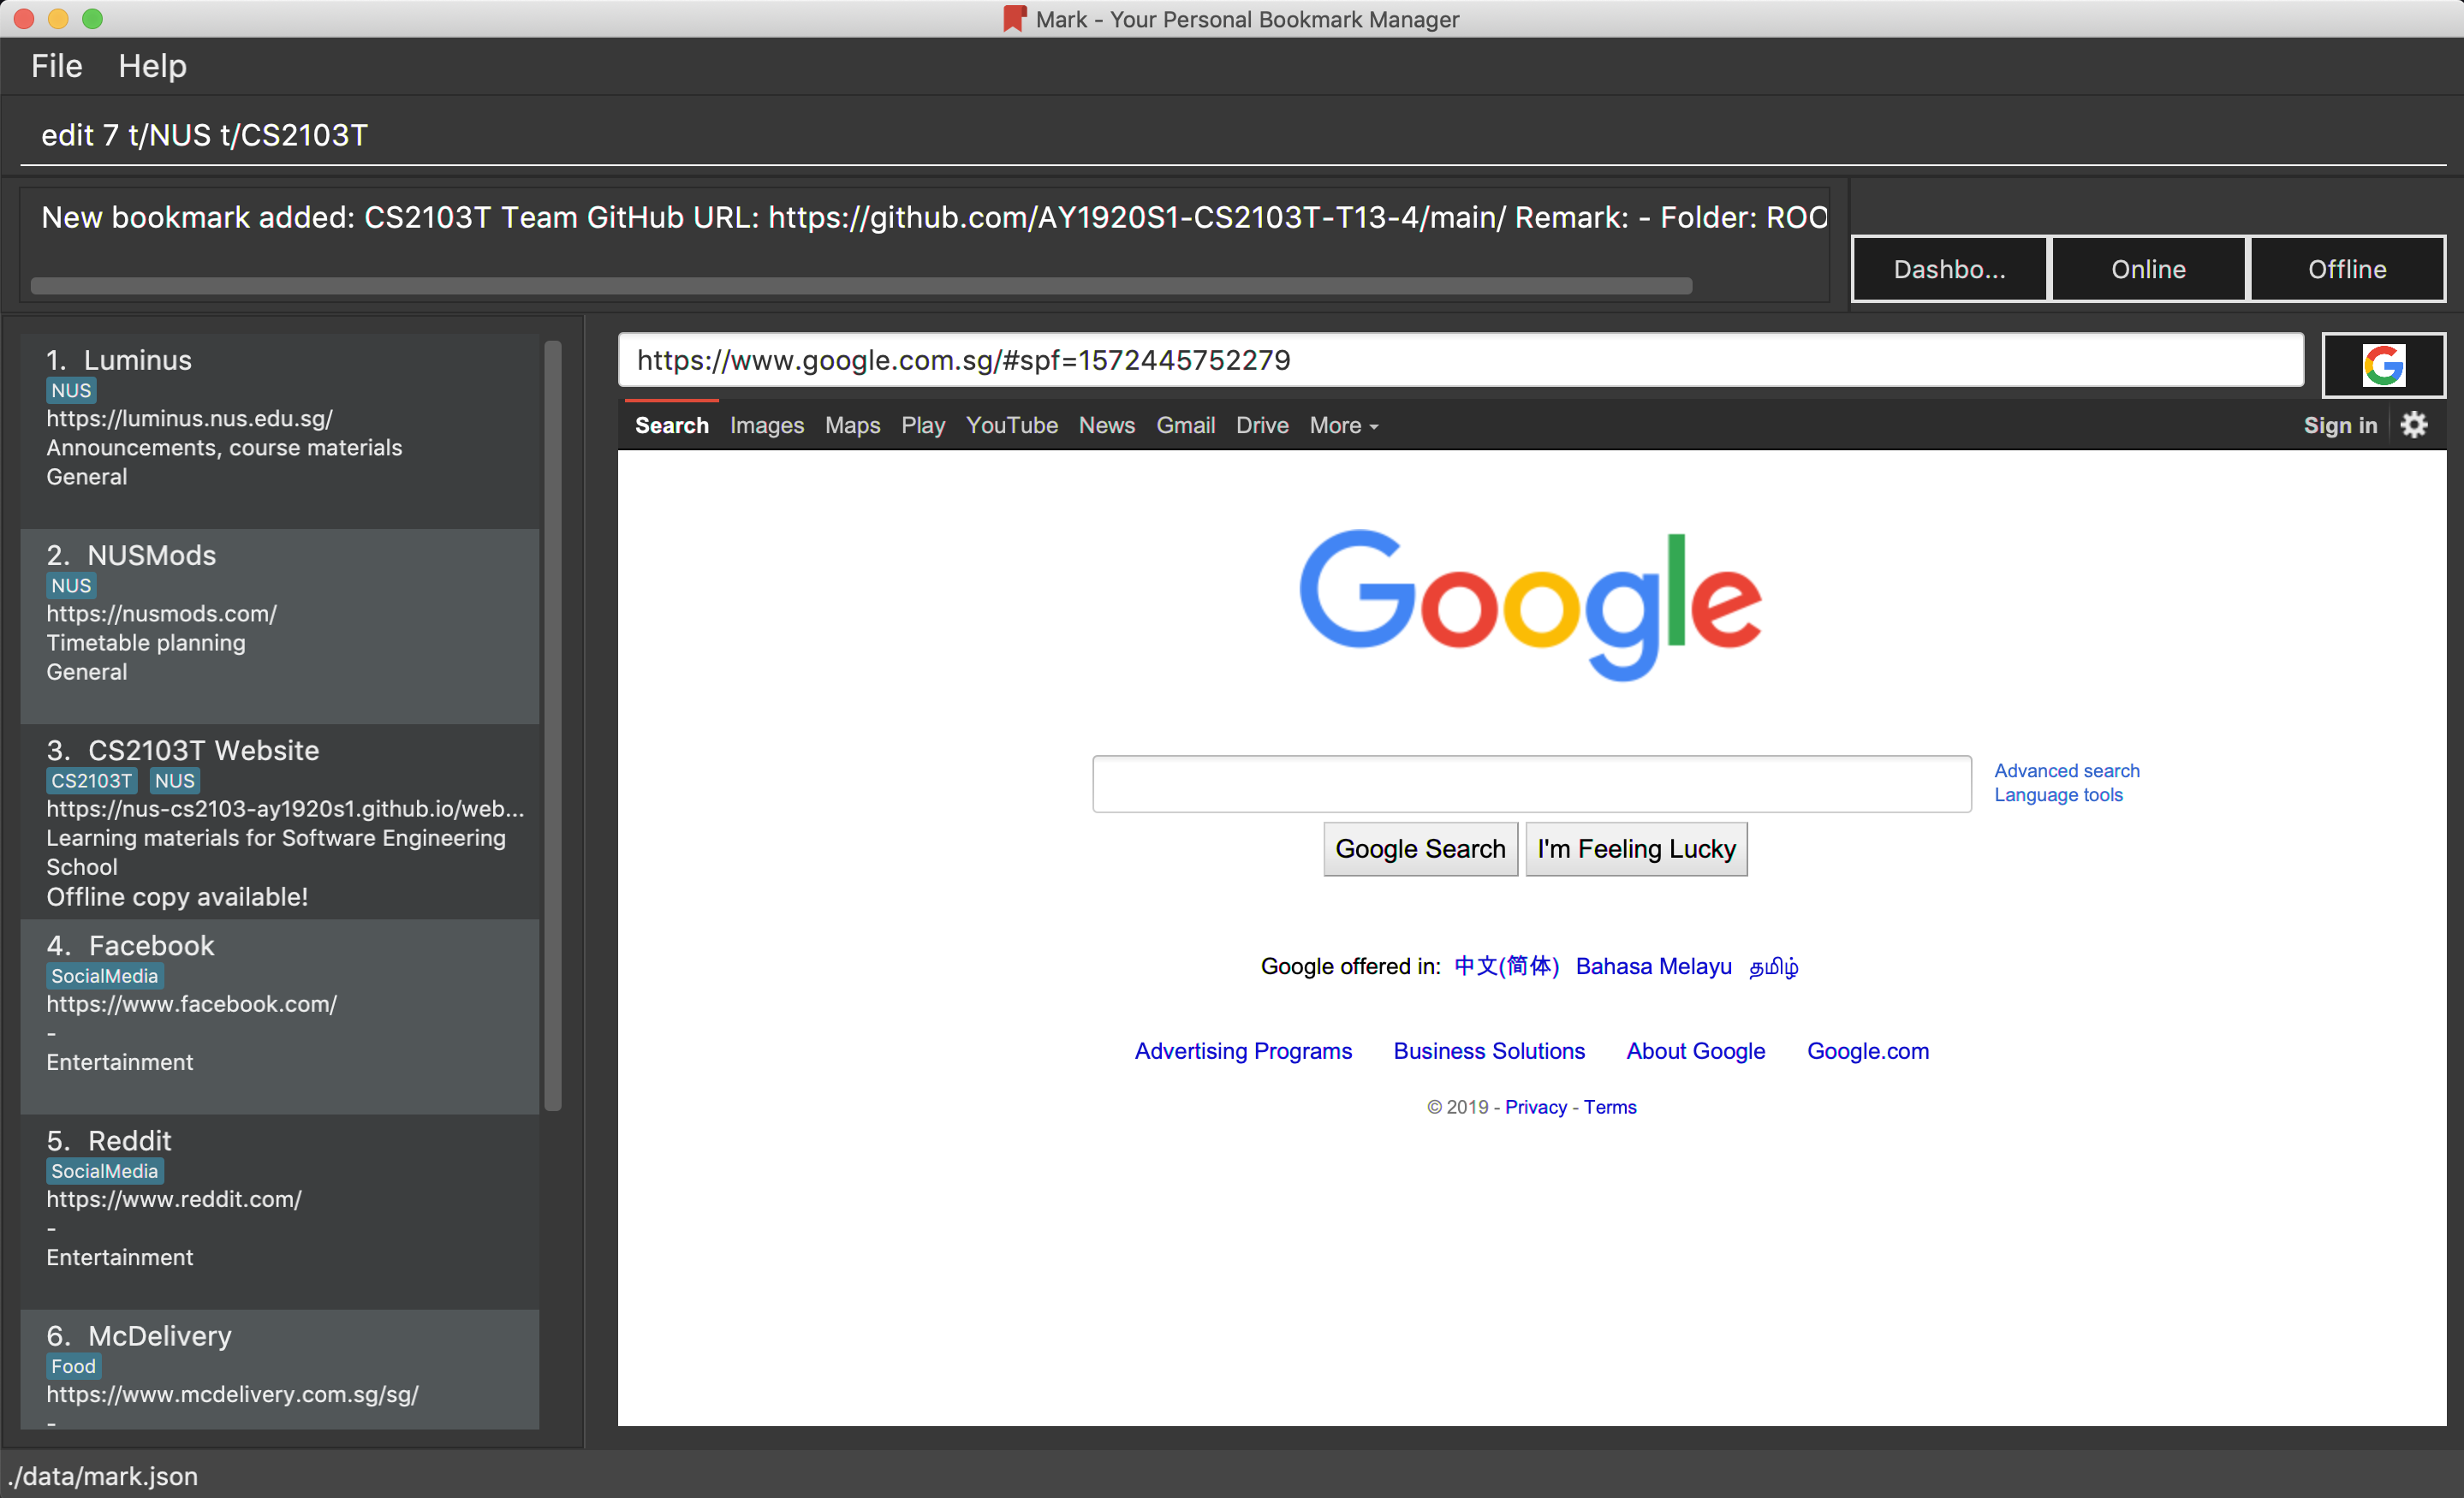 Mark - Your Personal Bookmark Manager
File Help
edit 7 t/NUS t/CS2103T
New bookmark added: CS2103T Team GitHub URL: https://github.com/AY1920S1-CS2103T-T13-4/main/ Remark: - Folder: ROO
Dashbo... Online Offline
1. Luminus
NUS
https://luminus.nus.edu.sg/
Announcements, course materials
General
2. NUSMods
NUS
https://nusmods.com/
Timetable planning
General
3. CS2103T Website
CS2103T NUS
https://nus-cs2103-ay1920s1.github.io/web...
Learning materials for Software Engineering
School
Offline copy available!
4. Facebook
SocialMedia
https://www.facebook.com/
-
Entertainment
5. Reddit
SocialMedia
https://www.reddit.com/
-
Entertainment
6. McDelivery
Food
https://www.mcdelivery.com.sg/sg/
-
https://www.google.com.sg/#spf=1572445752279
G
Search Images Maps Play YouTube News Gmail Drive More Sign in
Google
Advanced search
Language tools
Google Search I'm Feeling Lucky
Google offered in: 中文(简体) Bahasa Melayu தமிழ்
Advertising Programs Business Solutions About Google Google.com
© 2019 - Privacy - Terms
./data/mark.json